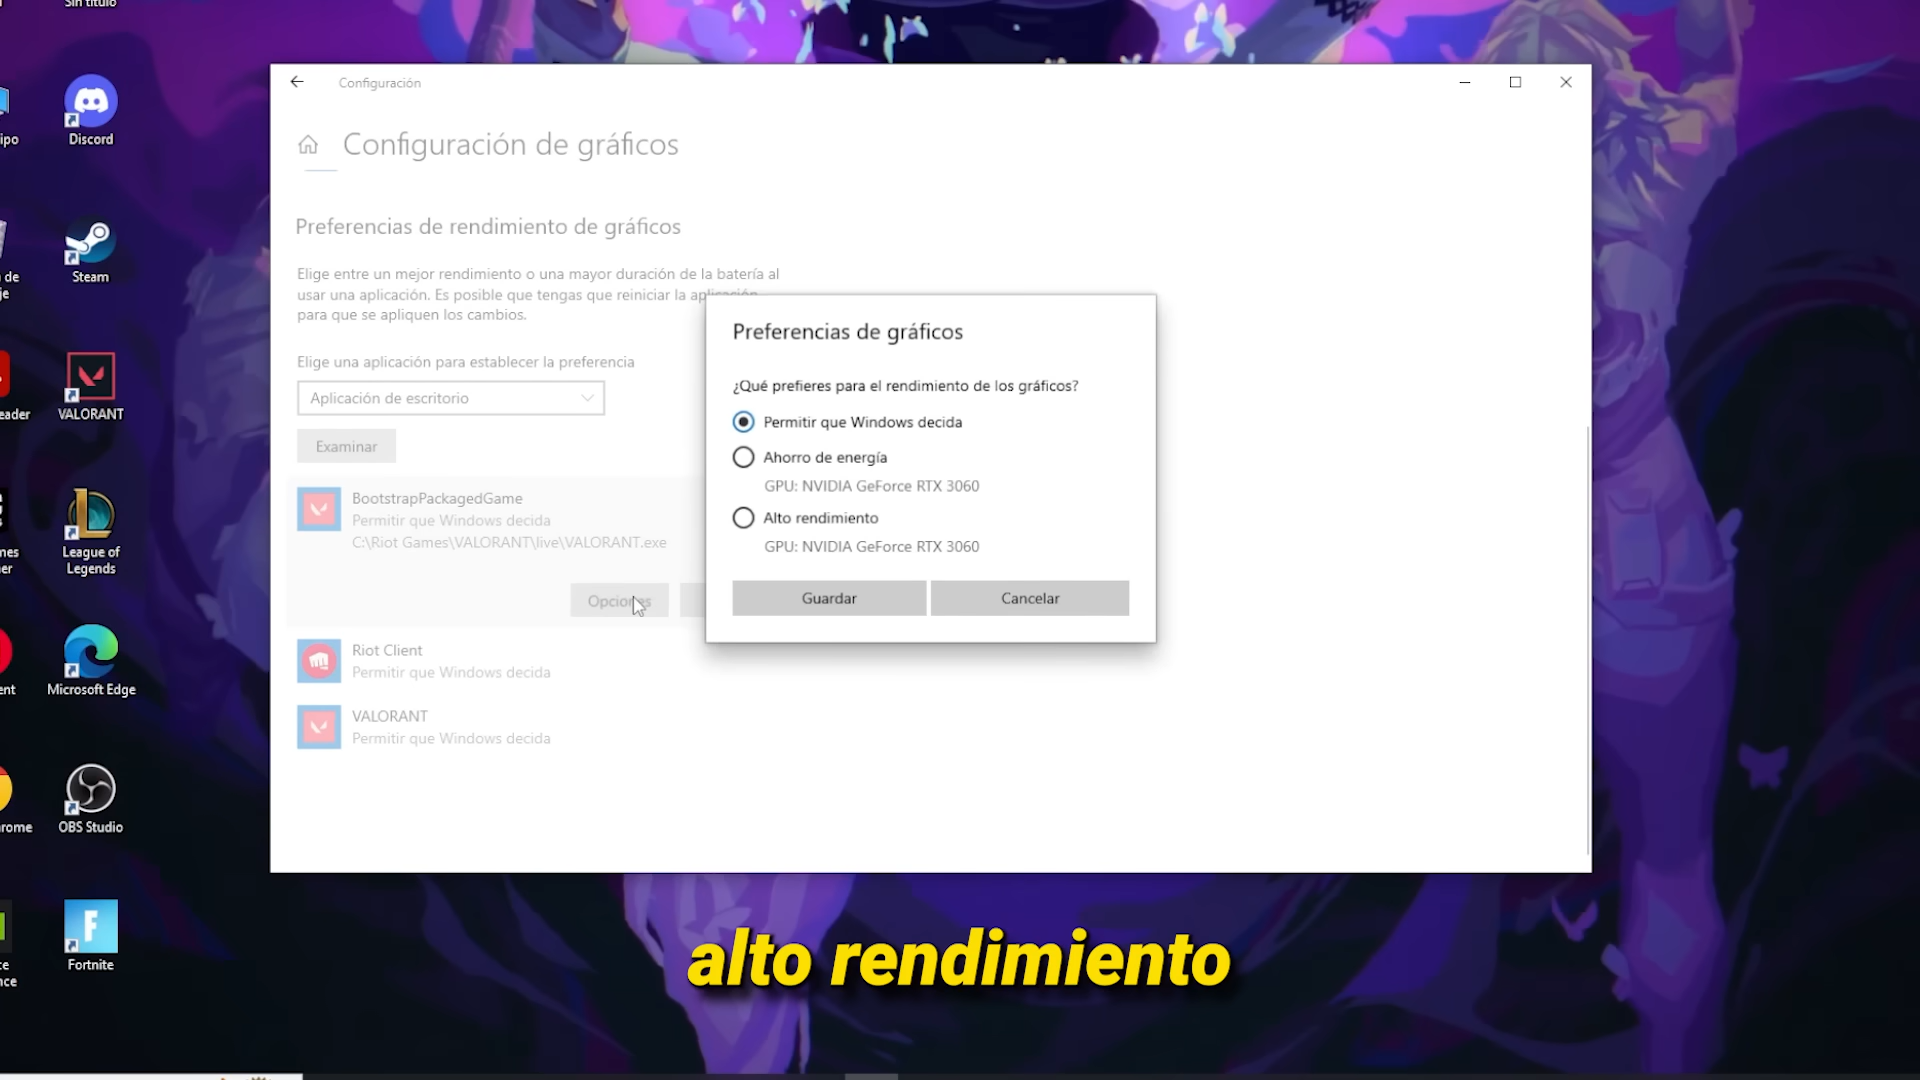 Sin título
Discord
Steam
VALORANT
League of
Legends
Microsoft Edge
OBS Studio
Fortnite
Configuración
Configuración de gráficos
Preferencias de rendimiento de gráficos
Elige entre un mejor rendimiento o una mayor duración de la batería al
usar una aplicación. Es posible que tengas que reiniciar la aplicación
para que se apliquen los cambios.
Elige una aplicación para establecer la preferencia
Aplicación de escritorio
Examinar
BootstrapPackagedGame
Permitir que Windows decida
C:\Riot Games\VALORANT\live\VALORANT.exe
Opciones
Riot Client
Permitir que Windows decida
VALORANT
Permitir que Windows decida
Preferencias de gráficos
¿Qué prefieres para el rendimiento de los gráficos?
Permitir que Windows decida
Ahorro de energía
GPU: NVIDIA GeForce RTX 3060
Alto rendimiento
GPU: NVIDIA GeForce RTX 3060
Guardar
Cancelar
alto rendimiento